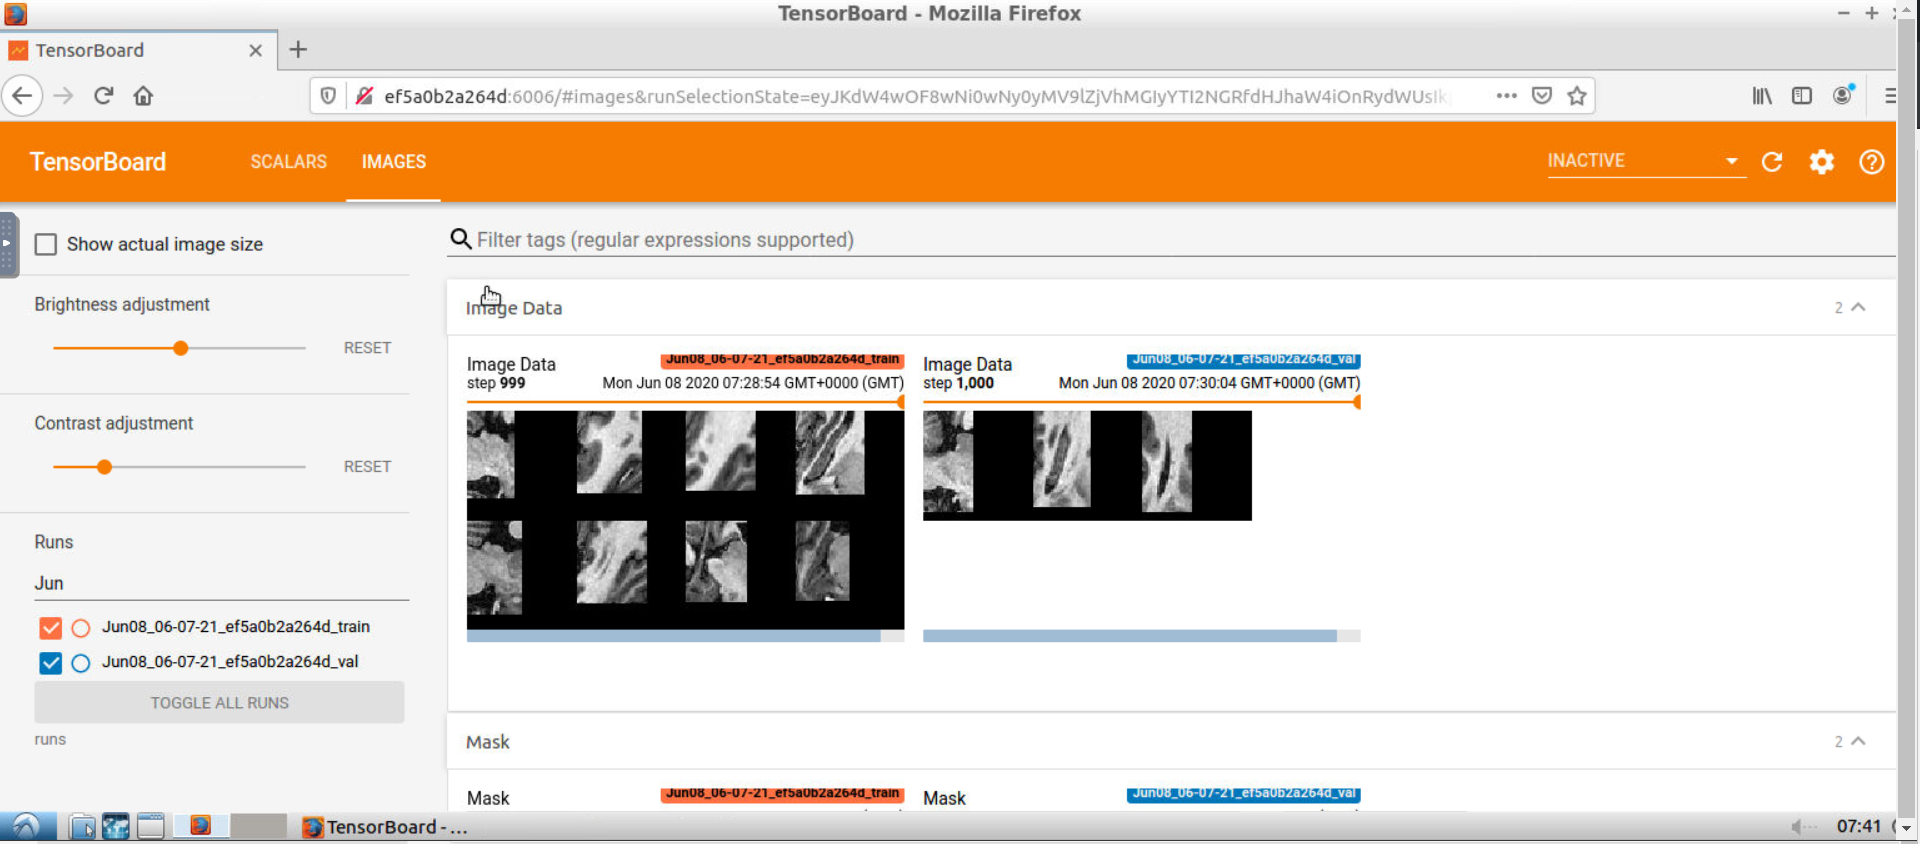 TensorBoard - Mozilla Firefox
TensorBoard
ef5a0b2a264d:6006/#images&runSelectionState=eyJKdW4wOF8wNi0wNy0yMV9lZjVhMGIyYTI2NGRfdHJhaW4iOnRydWUsIk
TensorBoard SCALARS IMAGES INACTIVE
Show actual image size
Filter tags (regular expressions supported)
Brightness adjustment
RESET
Contrast adjustment
RESET
Runs
Jun
Jun08_06-07-21_ef5a0b2a264d_train
Jun08_06-07-21_ef5a0b2a264d_val
TOGGLE ALL RUNS
runs
Image Data 2
Image Data Jun08_06-07-21_ef5a0b2a264d_train
step 999 Mon Jun 08 2020 07:28:54 GMT+0000 (GMT)
Image Data Jun08_06-07-21_ef5a0b2a264d_val
step 1,000 Mon Jun 08 2020 07:30:04 GMT+0000 (GMT)
Mask 2
Mask Jun08_06-07-21_ef5a0b2a264d_train
Mask Jun08_06-07-21_ef5a0b2a264d_val
TensorBoard - ...
07:41